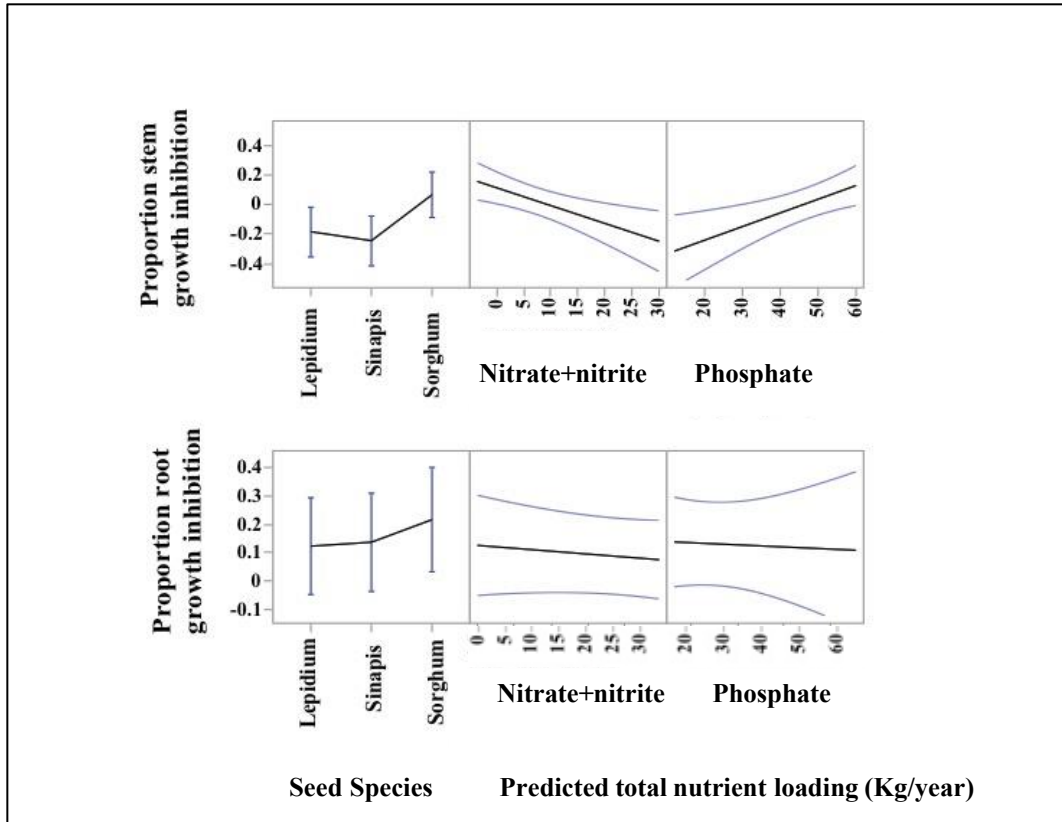 Proportion stem
growth inhibition
0.4
0.2
0
-0.2
-0.4
Lepidium
Sinapis
Sorghum
0
5
10
15
20
25
30
20
30
40
50
60
Nitrate+nitrite
Phosphate
Proportion root
growth inhibition
0.4
0.3
0.2
0.1
0
-0.1
Lepidium
Sinapis
Sorghum
0
5
10
15
20
25
30
20
30
40
50
60
Nitrate+nitrite
Phosphate
Seed Species
Predicted total nutrient loading (Kg/year)